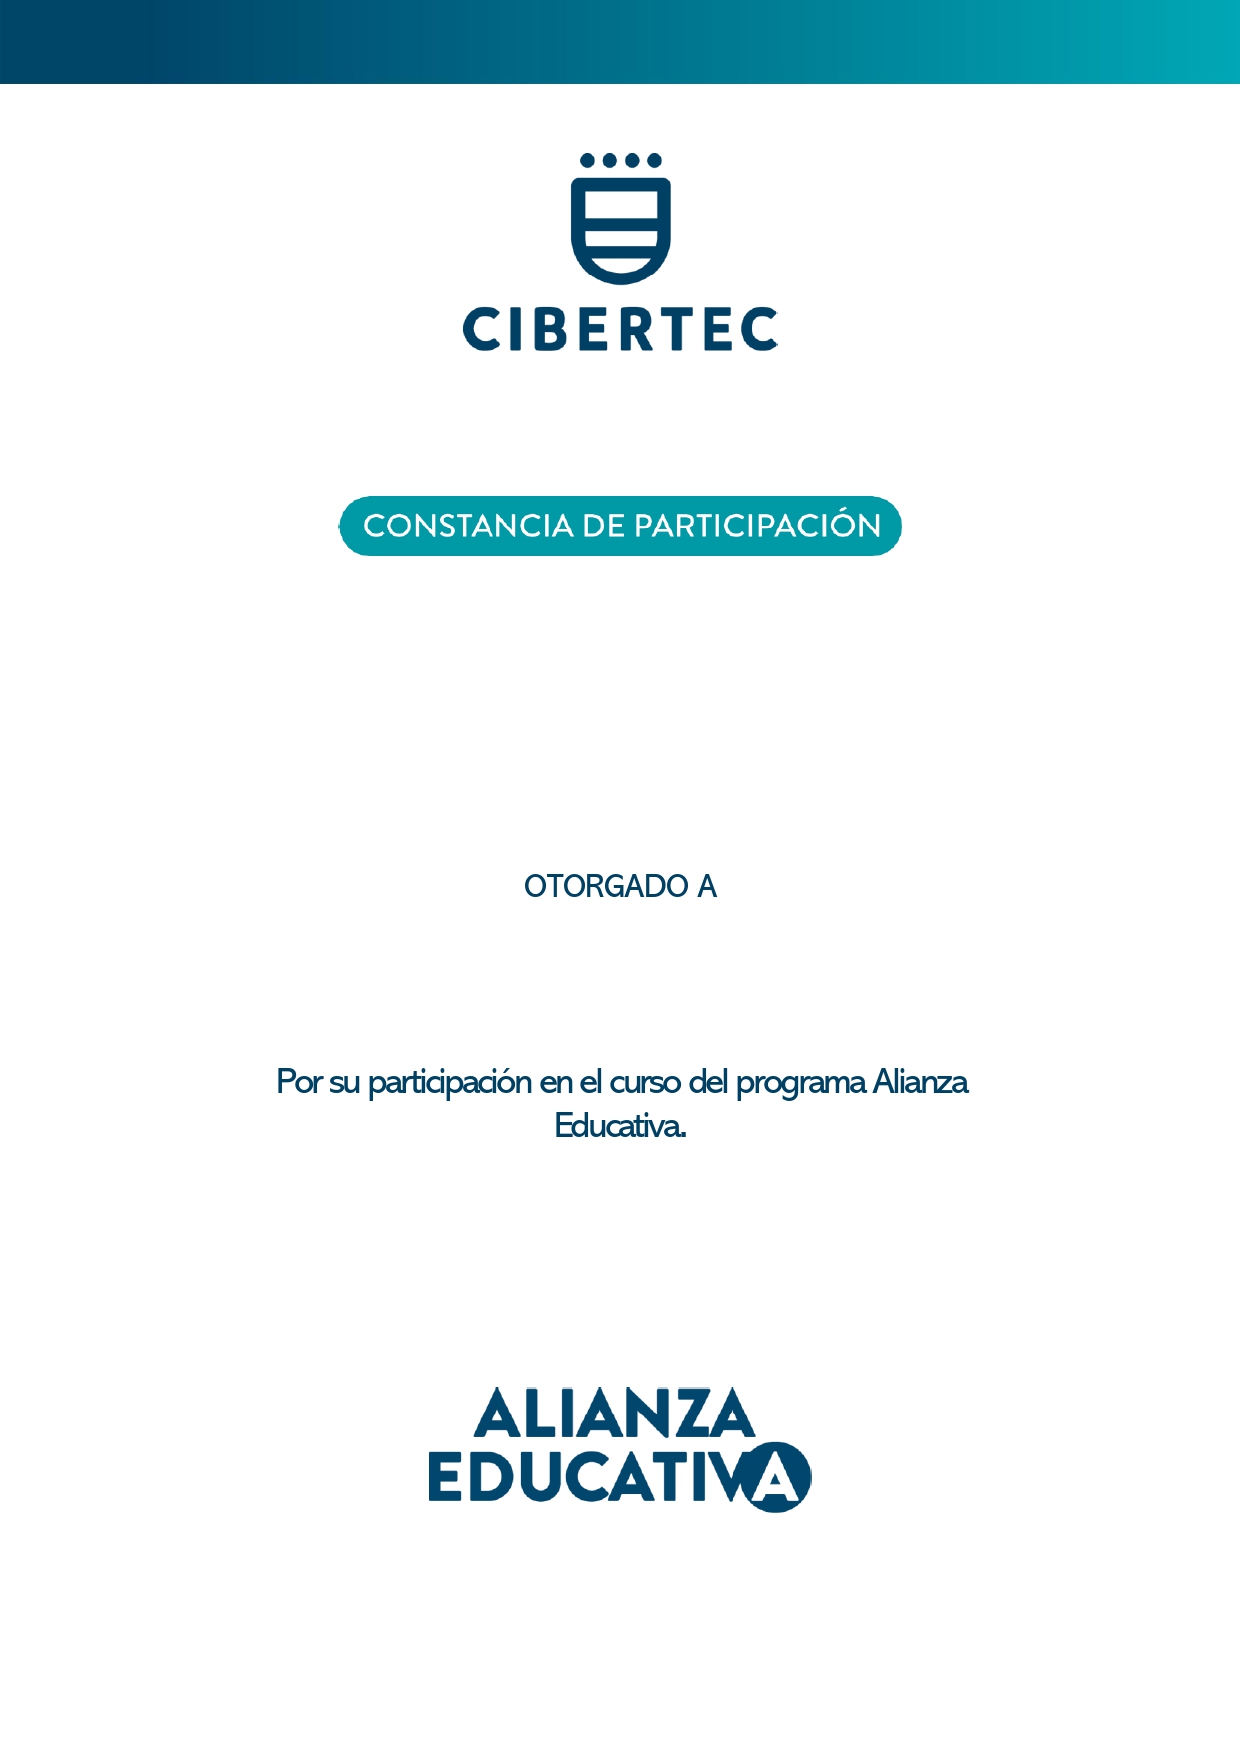 CIBERTEC
CONSTANCIA DE PARTICIPACIÓN
OTORGADO A
Por su participación en el curso del programa Alianza
Educativa.
ALIANZA
EDUCATIVA